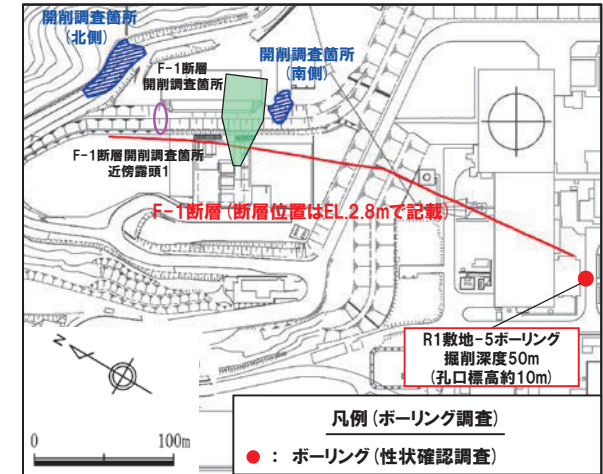 開削調査箇所
(北側)
F-1断層
開削調査箇所
開削調査箇所
(南側)
F-1断層開削調査箇所
近傍露頭1
F-1断層(断層位置はEL.2.8mで記載)
R1敷地-5ボーリング
掘削深度50m
(孔口標高約10m)
N
0 100m
凡例(ボーリング調査)
● : ボーリング(性状確認調査)